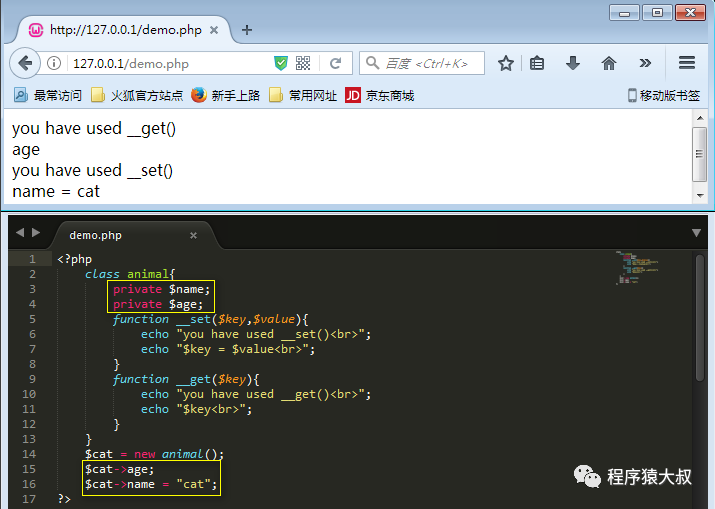 http://127.0.0.1/demo.php
127.0.0.1/demo.php
百度 <Ctrl+K>
最常访问 火狐官方站点 新手上路 常用网址 JD 京东商城 移动版书签
you have used __get()
age
you have used __set()
name = cat
demo.php
1 <?php
2 class animal{
3 private $name;
4 private $age;
5 function __set($key,$value){
6 echo "you have used __set()<br>";
7 echo "$key = $value<br>";
8 }
9 function __get($key){
10 echo "you have used __get()<br>";
11 echo "$key<br>";
12 }
13 }
14 $cat = new animal();
15 $cat->age;
16 $cat->name = "cat";
17 ?>
程序猿大叔